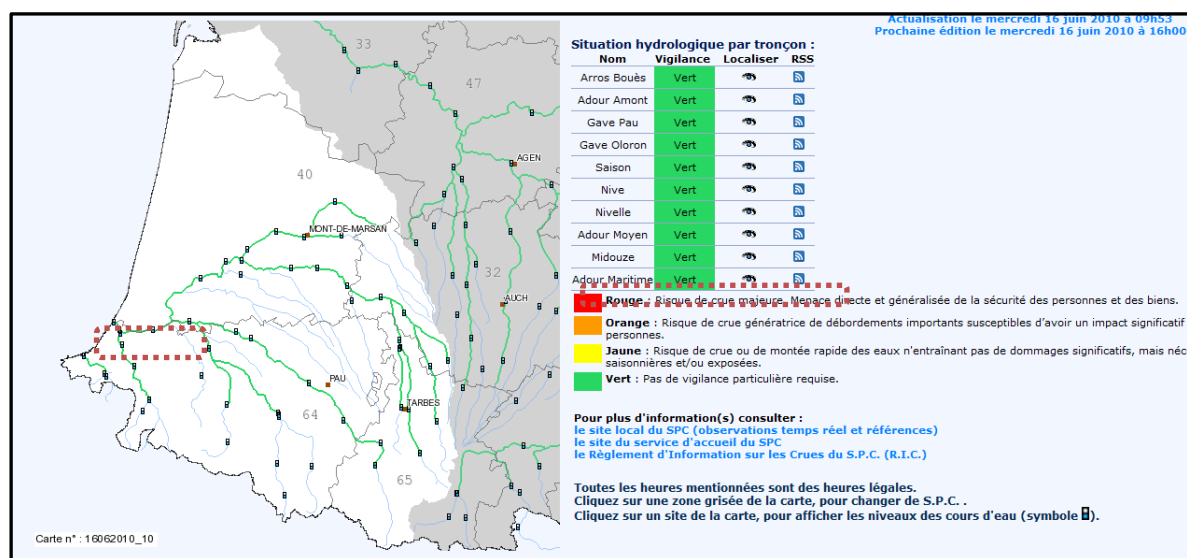 Actualisation le mercredi 16 juin 2010 à 09h53
Prochaine édition le mercredi 16 juin 2010 à 16h00
33
47
AGEN
40
MONT-DE-MARSAN
32
AUCH
PAU
TARBES
64
65
Carte n° : 16062010_10
Situation hydrologique par tronçon :
Nom Vigilance Localiser RSS
Arros Bouès Vert
Adour Amont Vert
Gave Pau Vert
Gave Oloron Vert
Saison Vert
Nive Vert
Nivelle Vert
Adour Moyen Vert
Midouze Vert
Adour Maritime Vert
Rouge : Risque de crue majeure. Menace directe et généralisée de la sécurité des personnes et des biens.
Orange : Risque de crue génératrice de débordements importants susceptibles d'avoir un impact significatif
personnes.
Jaune : Risque de crue ou de montée rapide des eaux n'entraînant pas de dommages significatifs, mais néc
saisonnières et/ou exposées.
Vert : Pas de vigilance particulière requise.
Pour plus d'information(s) consulter :
le site local du SPC (observations temps réel et références)
le site du service d'accueil du SPC
le Règlement d'Information sur les Crues du S.P.C. (R.I.C.)
Toutes les heures mentionnées sont des heures légales.
Cliquez sur une zone grisée de la carte, pour changer de S.P.C. .
Cliquez sur un site de la carte, pour afficher les niveaux des cours d'eau (symbole ).